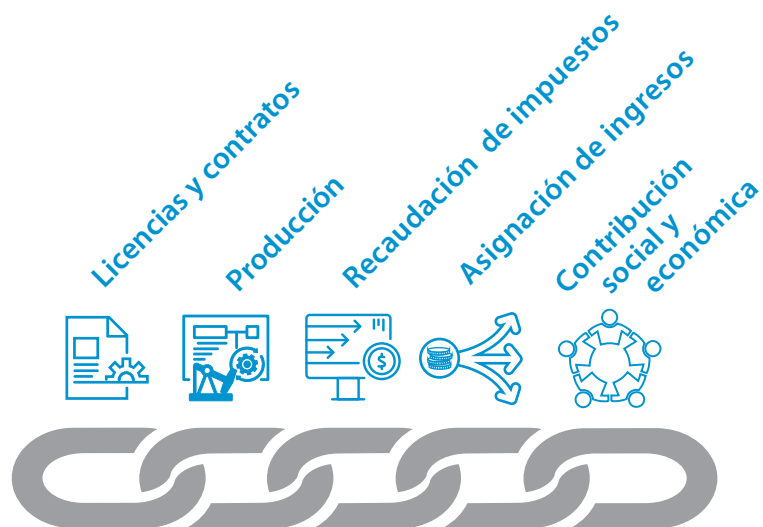 Licencias y contratos
Producción
Recaudación de impuestos
Asignación de ingresos
Contribución
social y
económica
$